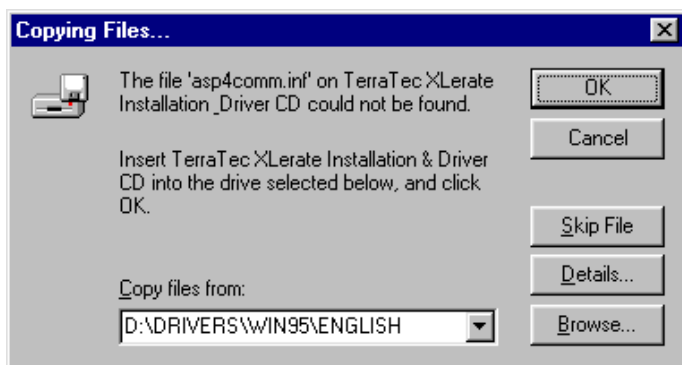 Copying Files...
The file 'asp4comm.inf' on TerraTec XLerate
Installation _Driver CD could not be found.
OK
Cancel
Insert TerraTec XLerate Installation & Driver
CD into the drive selected below, and click
OK.
Skip File
Details...
Copy files from:
D:\DRIVERS\WIN95\ENGLISH
Browse...